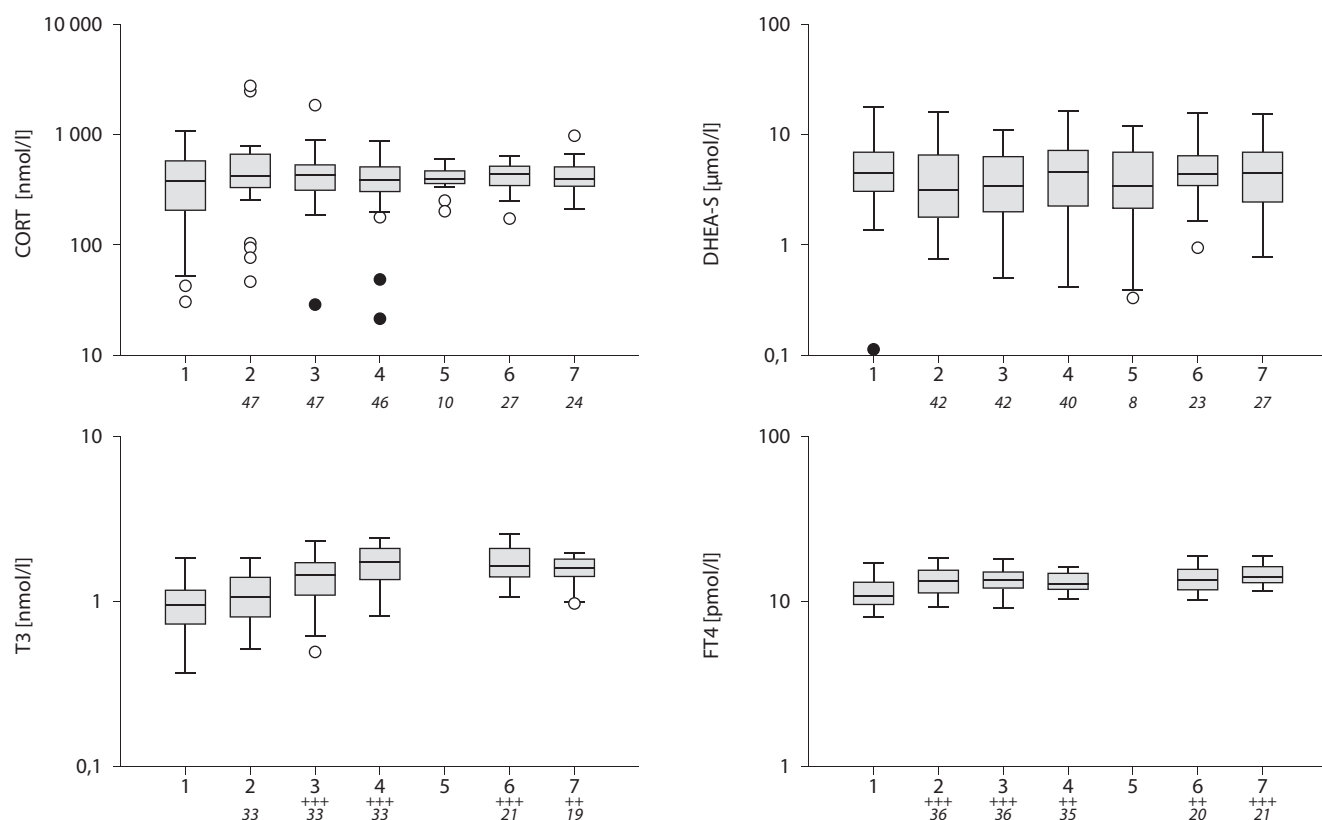 CORT [nmol/l]
10 000
1 000
100
10
1 2 3 4 5 6 7
47 47 46 10 27 24
DHEA-S [µmol/l]
100
10
1
0,1
1 2 3 4 5 6 7
42 42 40 8 23 27
T3 [nmol/l]
10
1
0,1
1 2 3 4 5 6 7
+++ +++ +++ ++
33 33 33 21 19
FT4 [pmol/l]
100
10
1
1 2 3 4 5 6 7
+++ +++ ++ ++ +++
36 36 35 20 21